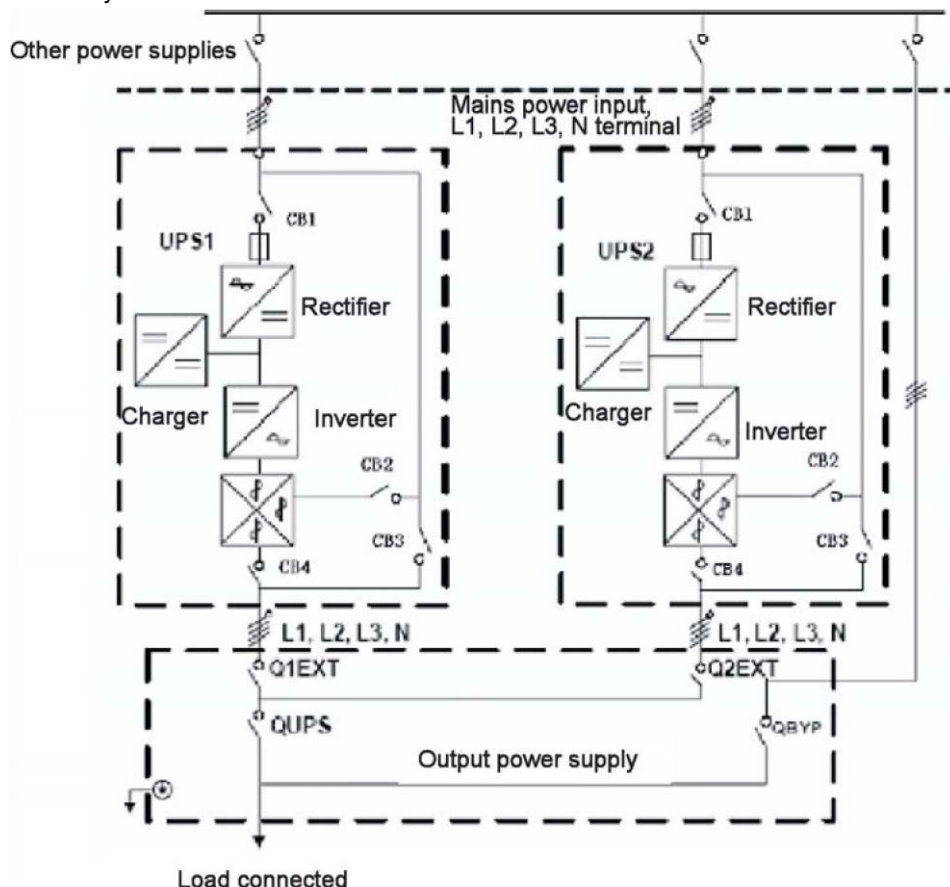 Other power supplies
Mains power input,
L1, L2, L3, N terminal
CB1
CB1
UPS1
UPS2
Rectifier
Rectifier
Charger
Inverter
Charger
Inverter
CB2
CB2
CB3
CB3
CB4
CB4
L1, L2, L3, N
L1, L2, L3, N
Q1EXT
Q2EXT
QUPS
QBYP
Output power supply
Load connected